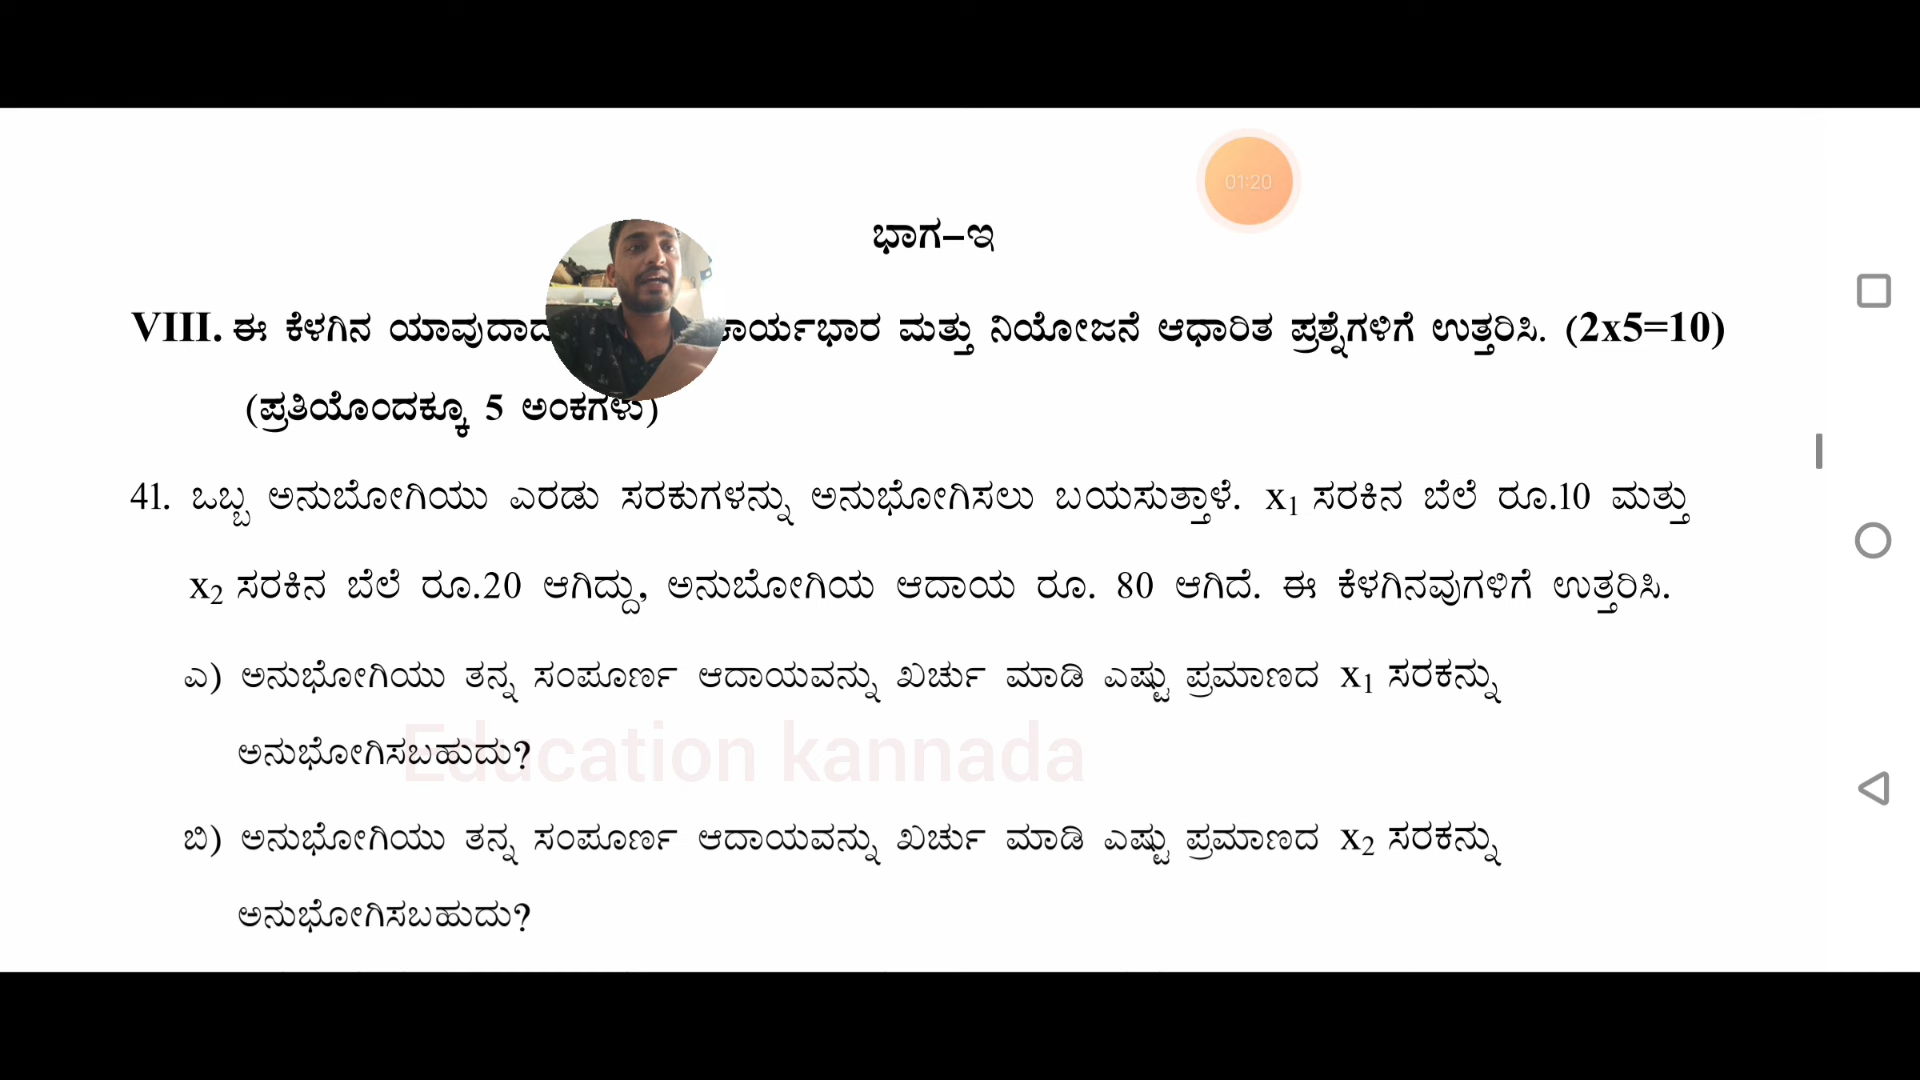 01:20
ಭಾಗ–ಇ
VIII. ಈ ಕೆಳಗಿನ ಮತ್ತು ನಿಯೋಜನೆ ಆಧಾರಿತ ಪ್ರಶ್ನೆಗಳಿಗೆ ಉತ್ತರಿಸಿ. (2x5=10)
(ಪ್ರತಿಯೊಂದಕ್ಕೂ 5 ಅಂಕಗಳು)
41. ಒಬ್ಬ ಅನುಬೋಗಿಯು ಎರಡು ಸರಕುಗಳನ್ನು ಅನುಭೋಗಿಸಲು ಬಯಸುತ್ತಾಳೆ. x₁ ಸರಕಿನ ಬೆಲೆ ರೂ.10 ಮತ್ತು
x₂ ಸರಕಿನ ಬೆಲೆ ರೂ.20 ಆಗಿದ್ದು, ಅನುಬೋಗಿಯ ಆದಾಯ ರೂ. 80 ಆಗಿದೆ. ಈ ಕೆಳಗಿನವುಗಳಿಗೆ ಉತ್ತರಿಸಿ.
ಎ) ಅನುಭೋಗಿಯು ತನ್ನ ಸಂಪೂರ್ಣ ಆದಾಯವನ್ನು ಖರ್ಚು ಮಾಡಿ ಎಷ್ಟು ಪ್ರಮಾಣದ x₁ ಸರಕನ್ನು
ಅನುಭೋಗಿಸಬಹುದು?
Education kannada
ಬಿ) ಅನುಭೋಗಿಯು ತನ್ನ ಸಂಪೂರ್ಣ ಆದಾಯವನ್ನು ಖರ್ಚು ಮಾಡಿ ಎಷ್ಟು ಪ್ರಮಾಣದ x₂ ಸರಕನ್ನು
ಅನುಭೋಗಿಸಬಹುದು?